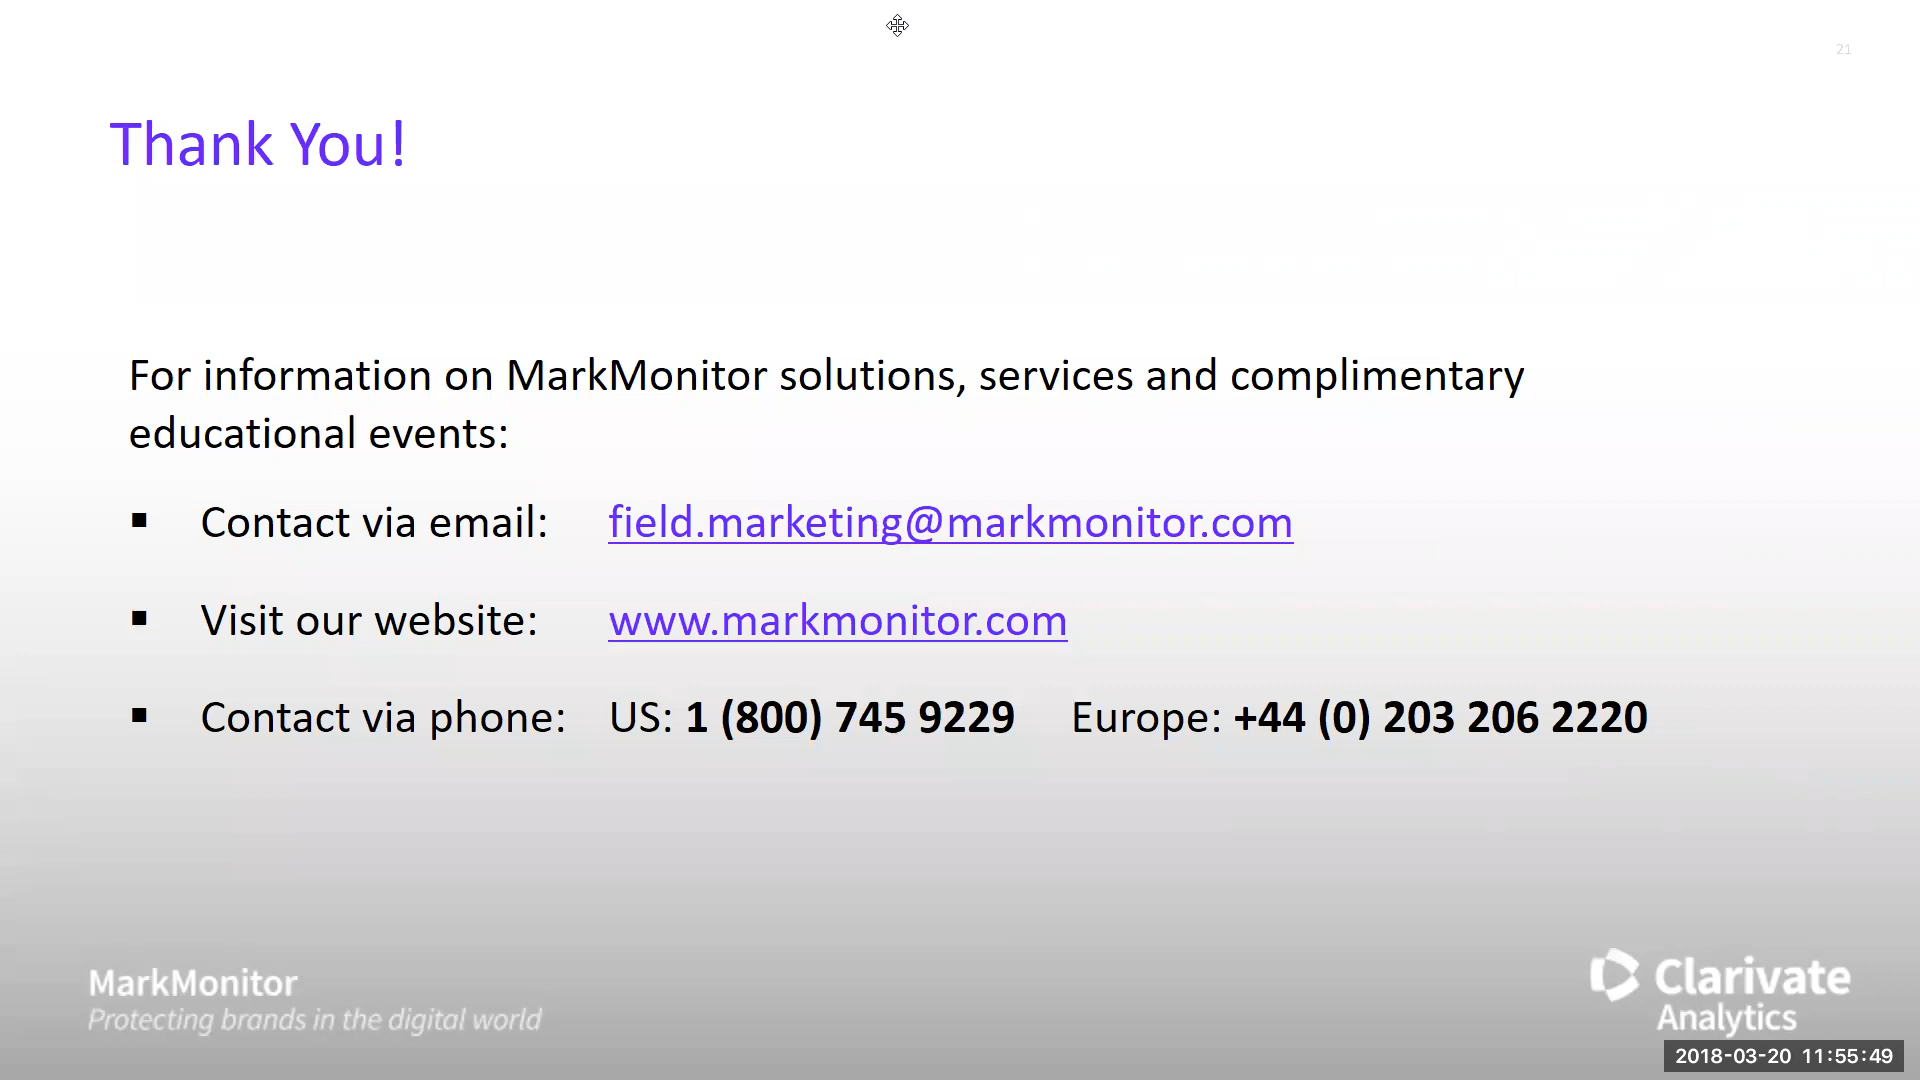 21
Thank You!
For information on MarkMonitor solutions, services and complimentary
educational events:
▪ Contact via email: field.marketing@markmonitor.com
▪ Visit our website: www.markmonitor.com
▪ Contact via phone: US: 1 (800) 745 9229 Europe: +44 (0) 203 206 2220
MarkMonitor
Protecting brands in the digital world
Clarivate
Analytics
2018-03-20 11:55:49